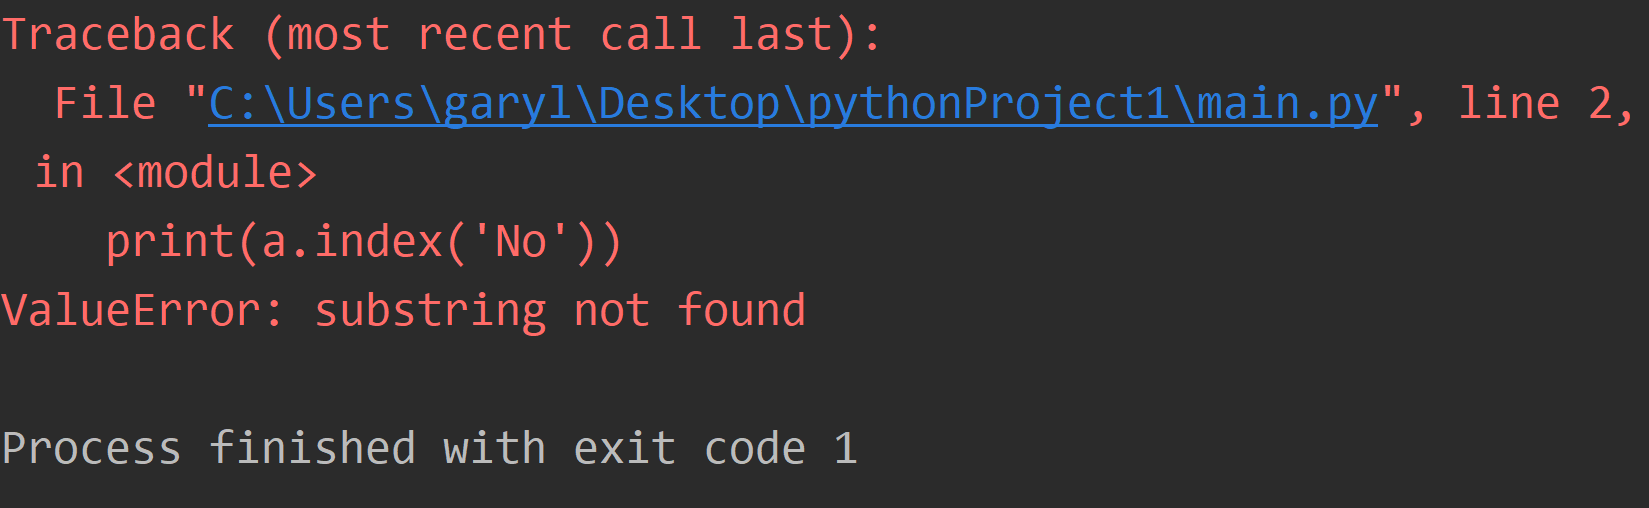 Traceback (most recent call last):
  File "C:\Users\garyl\Desktop\pythonProject1\main.py", line 2,
 in <module>
    print(a.index('No'))
ValueError: substring not found

Process finished with exit code 1